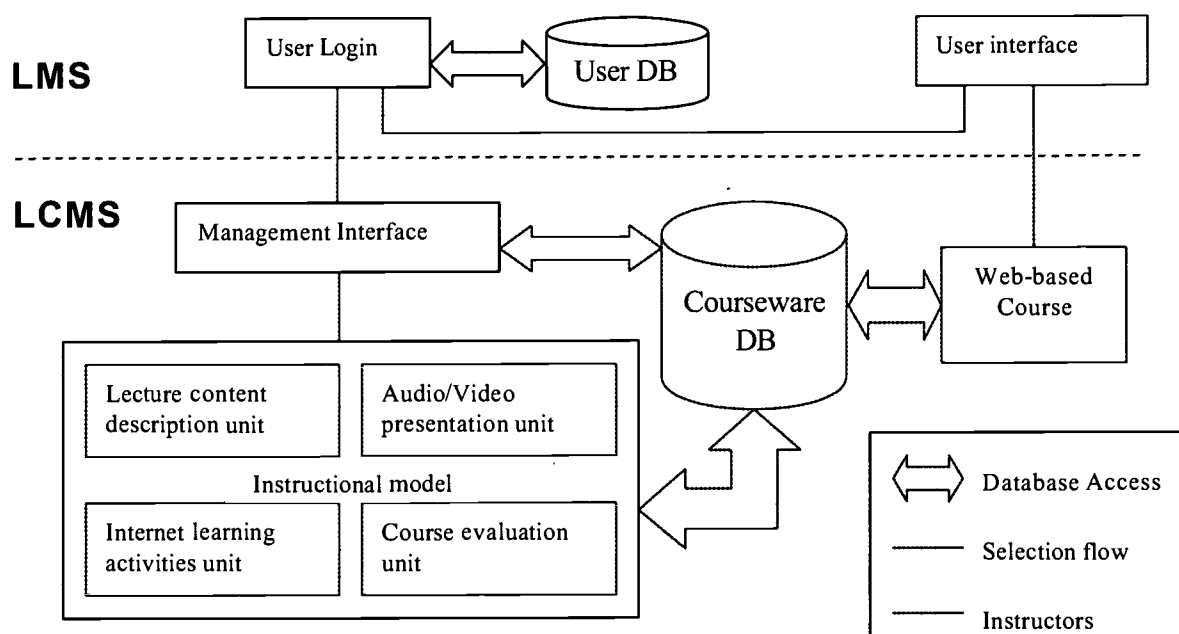 User Login
User DB
User interface
LMS
LCMS
Management Interface
Courseware
DB
Web-based
Course
Lecture content
description unit
Audio/Video
presentation unit
Instructional model
Internet learning
activities unit
Course evaluation
unit
Database Access
Selection flow
Instructors